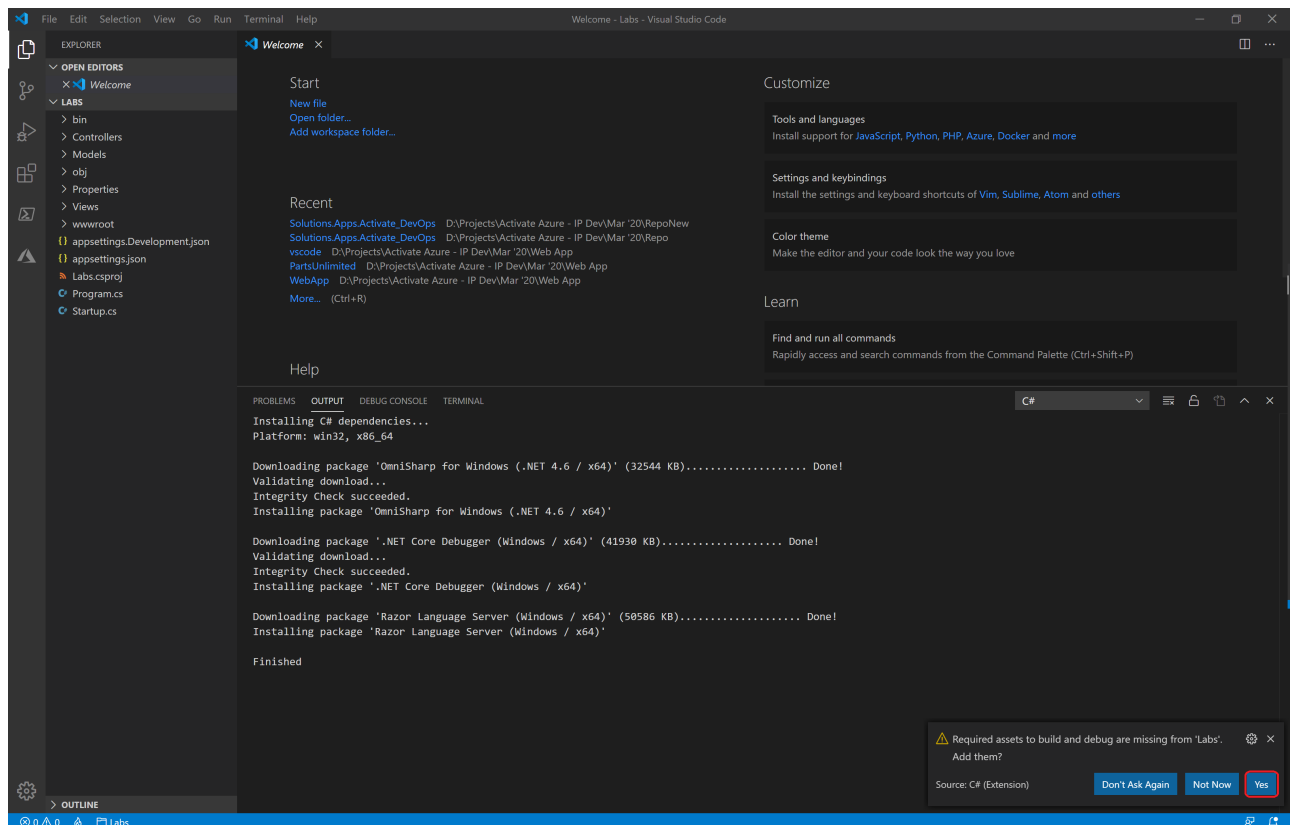 File Edit Selection View Go Run Terminal Help
Welcome - Labs - Visual Studio Code
EXPLORER
OPEN EDITORS
Welcome
LABS
bin
Controllers
Models
obj
Properties
Views
wwwroot
{} appsettings.Development.json
{} appsettings.json
Labs.csproj
C# Program.cs
C# Startup.cs
OUTLINE
Welcome
Start
New file
Open folder...
Add workspace folder...
Recent
Solutions.Apps.Activate_DevOps D:\Projects\Activate Azure - IP Dev\Mar '20\RepoNew
Solutions.Apps.Activate_DevOps D:\Projects\Activate Azure - IP Dev\Mar '20\Repo
vscode D:\Projects\Activate Azure - IP Dev\Mar '20\Web App
PartsUnlimited D:\Projects\Activate Azure - IP Dev\Mar '20\Web App
WebApp D:\Projects\Activate Azure - IP Dev\Mar '20\Web App
More... (Ctrl+R)
Help
Customize
Tools and languages
Install support for JavaScript, Python, PHP, Azure, Docker and more
Settings and keybindings
Install the settings and keyboard shortcuts of Vim, Sublime, Atom and others
Color theme
Make the editor and your code look the way you love
Learn
Find and run all commands
Rapidly access and search commands from the Command Palette (Ctrl+Shift+P)
PROBLEMS OUTPUT DEBUG CONSOLE TERMINAL
C#
Installing C# dependencies...
Platform: win32, x86_64
Downloading package 'OmniSharp for Windows (.NET 4.6 / x64)' (32544 KB).................... Done!
Validating download...
Integrity Check succeeded.
Installing package 'OmniSharp for Windows (.NET 4.6 / x64)'
Downloading package '.NET Core Debugger (Windows / x64)' (41930 KB).................... Done!
Validating download...
Integrity Check succeeded.
Installing package '.NET Core Debugger (Windows / x64)'
Downloading package 'Razor Language Server (Windows / x64)' (50586 KB).................... Done!
Installing package 'Razor Language Server (Windows / x64)'
Finished
Required assets to build and debug are missing from 'Labs'.
Add them?
Source: C# (Extension)
Don't Ask Again
Not Now
Yes
0 0 Labs